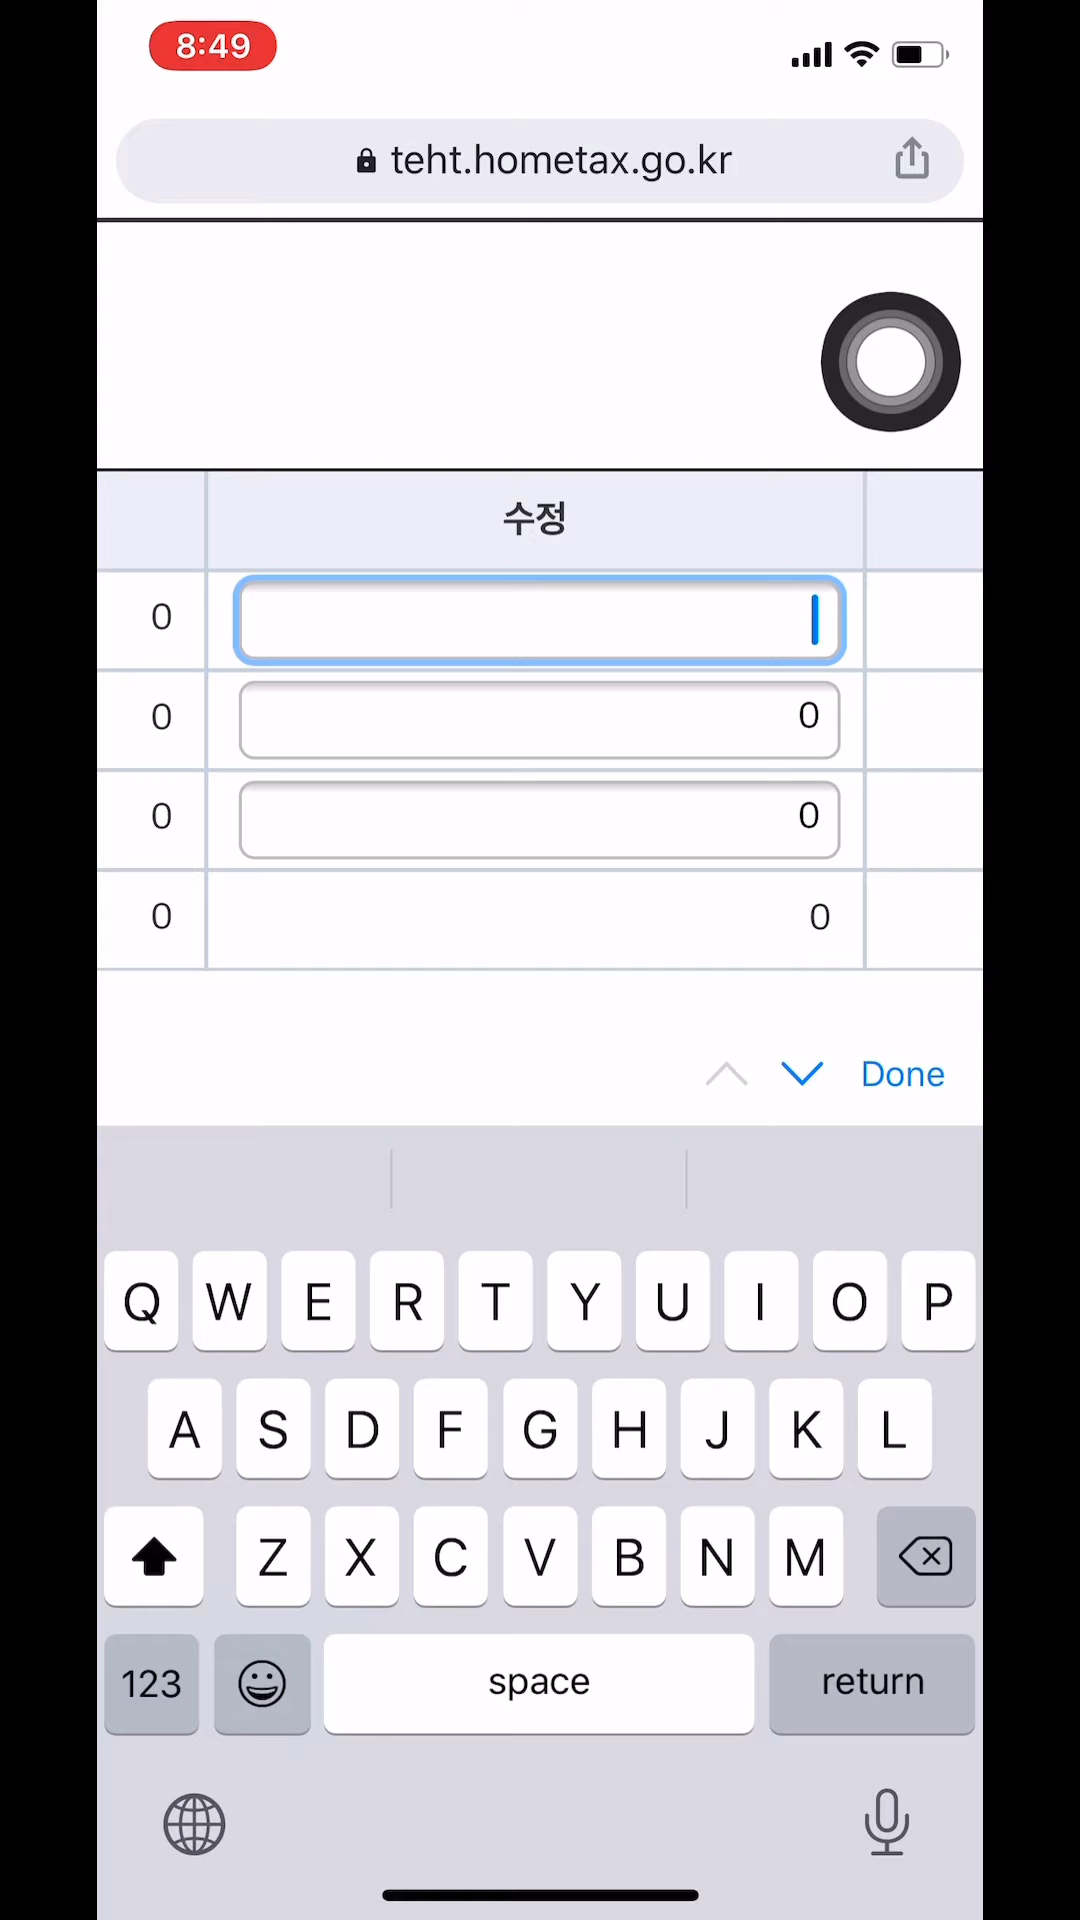 8:49
teht.hometax.go.kr
수정
0
0 0
0 0
0 0
Done
Q W E R T Y U I O P
A S D F G H J K L
Z X C V B N M
123 space return